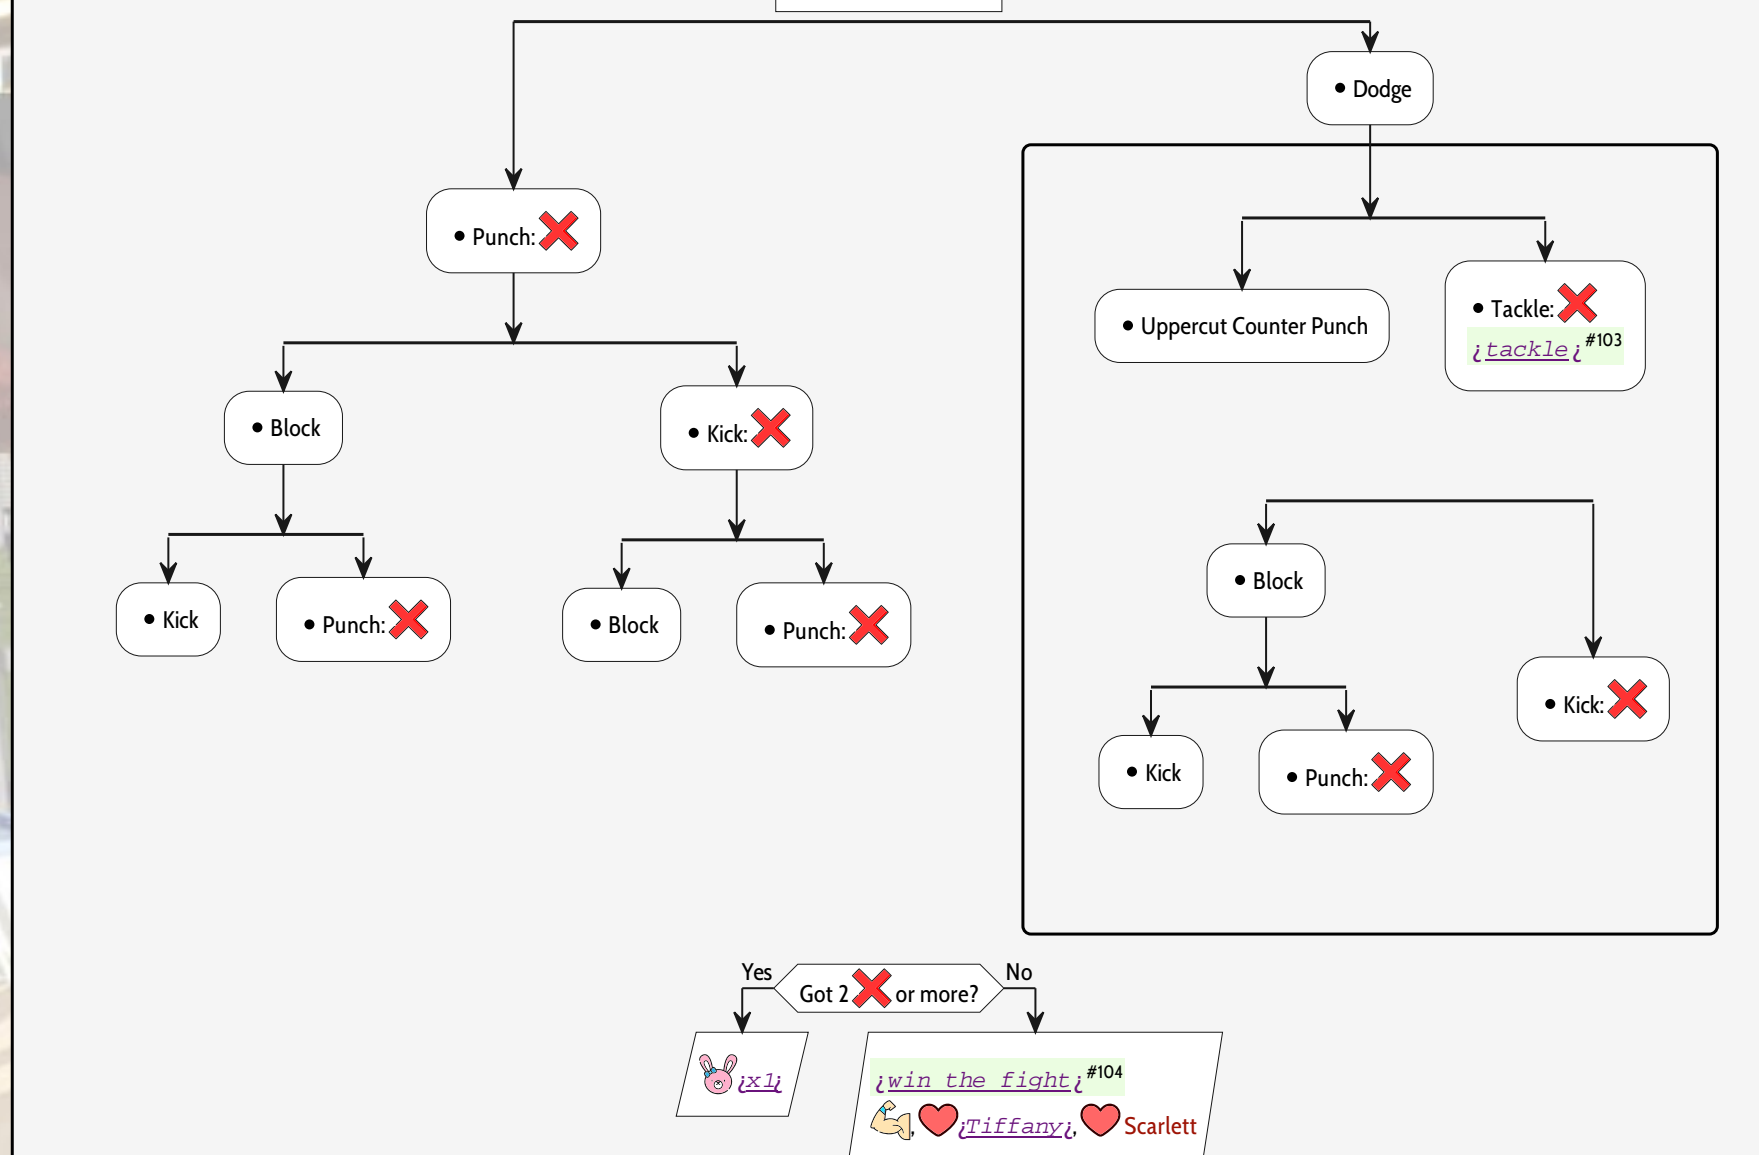 • Dodge
• Punch:
• Uppercut Counter Punch
• Tackle:
¿tackle¿#103
• Block
• Kick:
• Kick
• Punch:
• Block
• Punch:
• Block
• Kick:
• Kick
• Punch:
Yes
Got 2 or more?
No
¿x1¿
¿win the fight¿#104
, ¿Tiffany¿, Scarlett